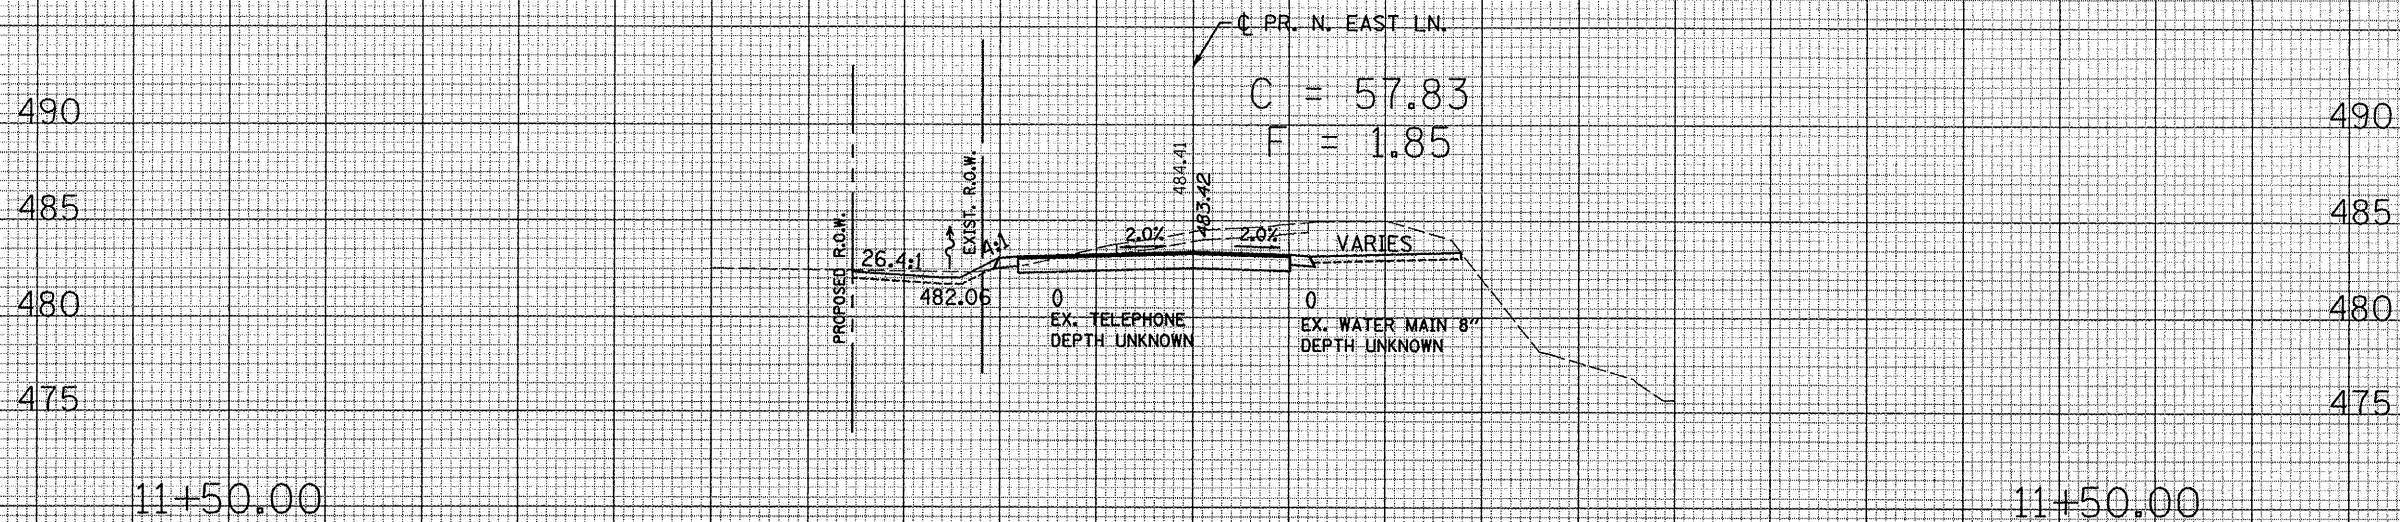 ℄ PR. N. EAST LN.
C = 57.83
F = 1.85
490
490
485
485
480
480
475
475
PROPOSED R.O.W.
EXIST. R.O.W.
484.41
483.42
26.4:1
4:1
2.0%
2.0%
VARIES
482.06
0
EX. TELEPHONE
DEPTH UNKNOWN
0
EX. WATER MAIN 8"
DEPTH UNKNOWN
11+50.00
11+50.00